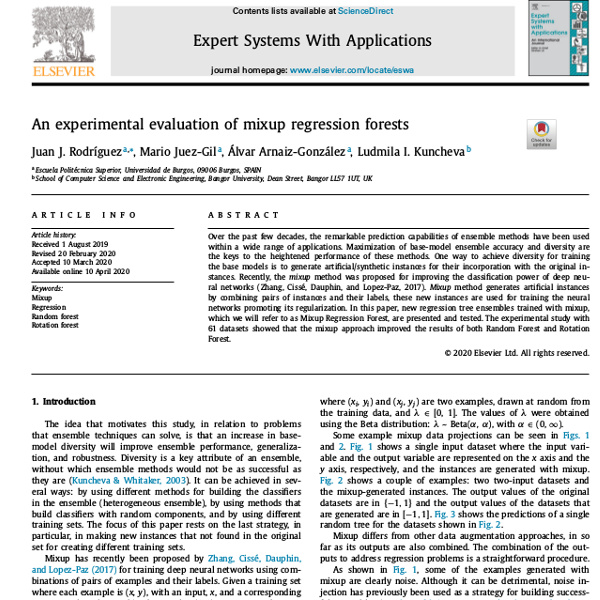 Contents lists available at ScienceDirect
Expert Systems With Applications
journal homepage: www.elsevier.com/locate/eswa
ELSEVIER
Expert
Systems
with
Applications
An experimental evaluation of mixup regression forests
Check for
updates
Juan J. Rodríguez a,*, Mario Juez-Gil a, Álvar Arnaiz-González a, Ludmila I. Kuncheva b
a Escuela Politécnica Superior, Universidad de Burgos, 09006 Burgos, SPAIN
b School of Computer Science and Electronic Engineering, Bangor University, Dean Street, Bangor LL57 1UT, UK
ARTICLE INFO
Article history:
Received 1 August 2019
Revised 20 February 2020
Accepted 10 March 2020
Available online 10 April 2020
Keywords:
Mixup
Regression
Random forest
Rotation forest
ABSTRACT
Over the past few decades, the remarkable prediction capabilities of ensemble methods have been used
within a wide range of applications. Maximization of base-model ensemble accuracy and diversity are
the keys to the heightened performance of these methods. One way to achieve diversity for training
the base models is to generate artificial/synthetic instances for their incorporation with the original in-
stances. Recently, the mixup method was proposed for improving the classification power of deep neu-
ral networks (Zhang, Cissé, Dauphin, and Lopez-Paz, 2017). Mixup method generates artificial instances
by combining pairs of instances and their labels, these new instances are used for training the neural
networks promoting its regularization. In this paper, new regression tree ensembles trained with mixup,
which we will refer to as Mixup Regression Forest, are presented and tested. The experimental study with
61 datasets showed that the mixup approach improved the results of both Random Forest and Rotation
Forest.
© 2020 Elsevier Ltd. All rights reserved.
1. Introduction
The idea that motivates this study, in relation to problems
that ensemble techniques can solve, is that an increase in base-
model diversity will improve ensemble performance, generaliza-
tion, and robustness. Diversity is a key attribute of an ensemble,
without which ensemble methods would not be as successful as
they are (Kuncheva & Whitaker, 2003). It can be achieved in sev-
eral ways: by using different methods for building the classifiers
in the ensemble (heterogeneous ensemble), by using methods that
build classifiers with random components, and by using different
training sets. The focus of this paper rests on the last strategy, in
particular, in making new instances that not found in the original
set for creating different training sets.
Mixup has recently been proposed by Zhang, Cissé, Dauphin,
and Lopez-Paz (2017) for training deep neural networks using com-
binations of pairs of examples and their labels. Given a training set
where each example is (x, y), with an input, x, and a corresponding
where (xi, yi) and (xj, yj) are two examples, drawn at random from
the training data, and λ ∈ [0, 1]. The values of λ were obtained
using the Beta distribution: λ – Beta(α, α), with α ∈ (0, ∞).
Some example mixup data projections can be seen in Figs. 1
and 2. Fig. 1 shows a single input dataset where the input vari-
able and the output variable are represented on the x axis and the
y axis, respectively, and the instances are generated with mixup.
Fig. 2 shows a couple of examples: two two-input datasets and
the mixup-generated instances. The output values of the original
datasets are in {−1, 1} and the output values of the datasets
that are generated are in [−1, 1]. Fig. 3 shows the predictions of a single
random tree for the datasets shown in Fig. 2.
Mixup differs from other data augmentation approaches, in so
far as its outputs are also combined. The combination of the out-
puts to address regression problems is a straightforward procedure.
As shown in Fig. 1, some of the examples generated with
mixup are clearly noise. Although it can be detrimental, noise in-
jection has previously been used as a strategy for building success-